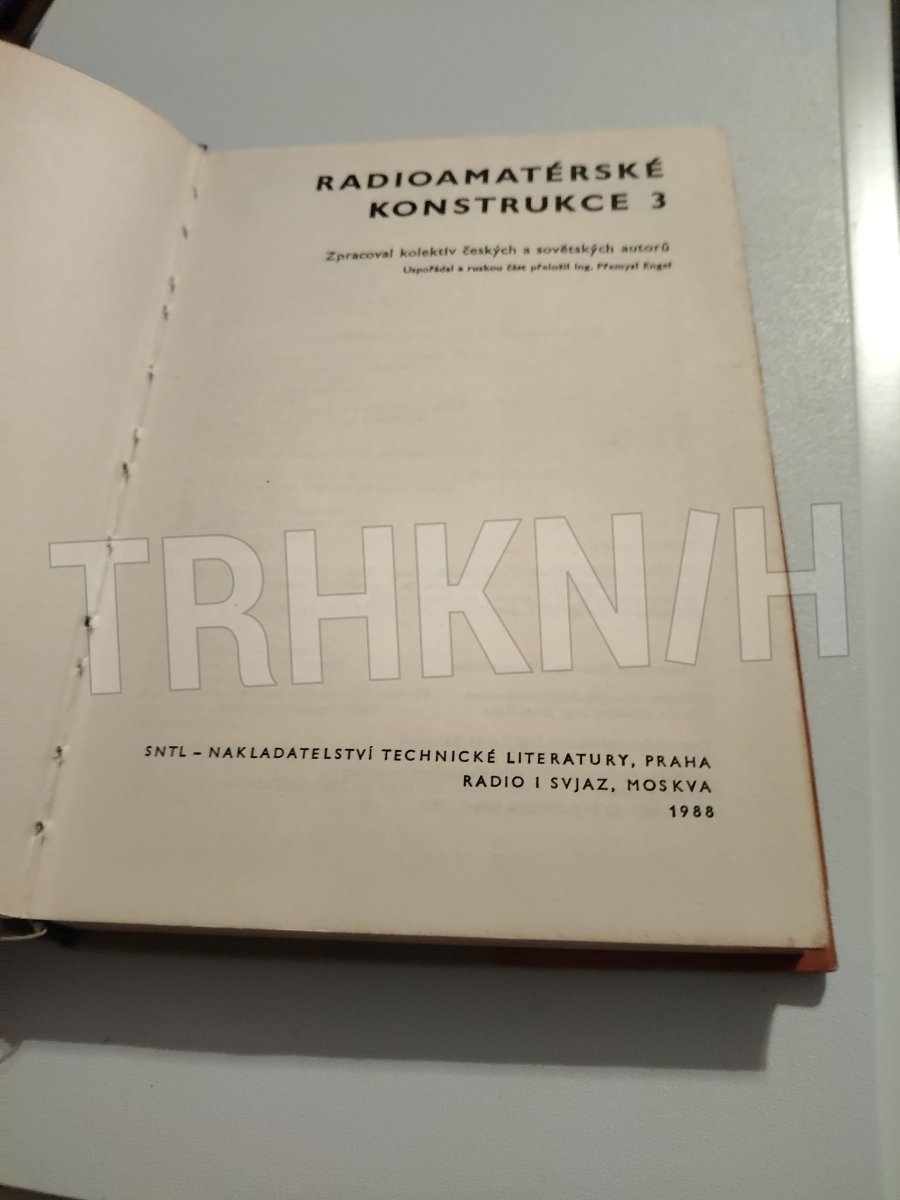 RADIOAMATÉRSKÉ
KONSTRUKCE 3
Zpracoval kolektiv českých a sovětských autorů
Uspořádal a ruskou část přeložil Ing. Přemysl Engel
TRHKN/H
SNTL – NAKLADATELSTVÍ TECHNICKÉ LITERATURY, PRAHA
RADIO I SVJAZ, MOSKVA
1988